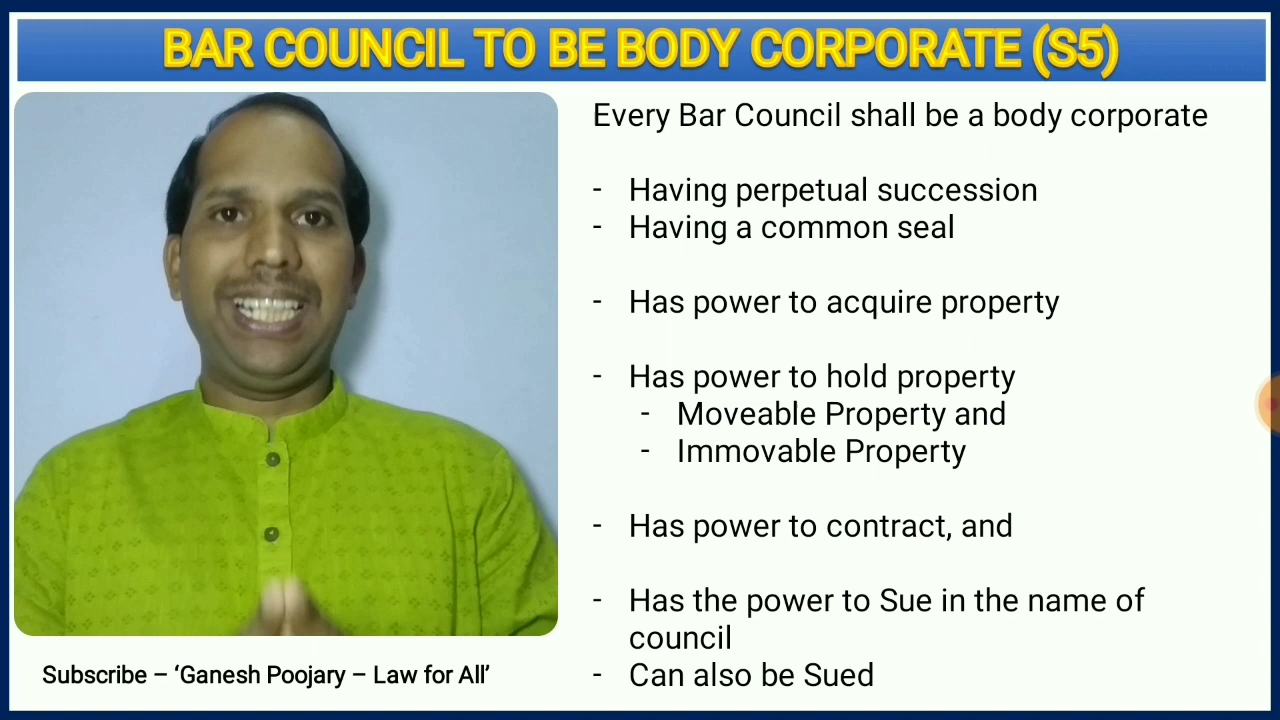 BAR COUNCIL TO BE BODY CORPORATE (S5)
Every Bar Council shall be a body corporate
- Having perpetual succession
- Having a common seal
- Has power to acquire property
- Has power to hold property
- Moveable Property and
- Immovable Property
- Has power to contract, and
- Has the power to Sue in the name of
council
- Can also be Sued
Subscribe – ‘Ganesh Poojary – Law for All’